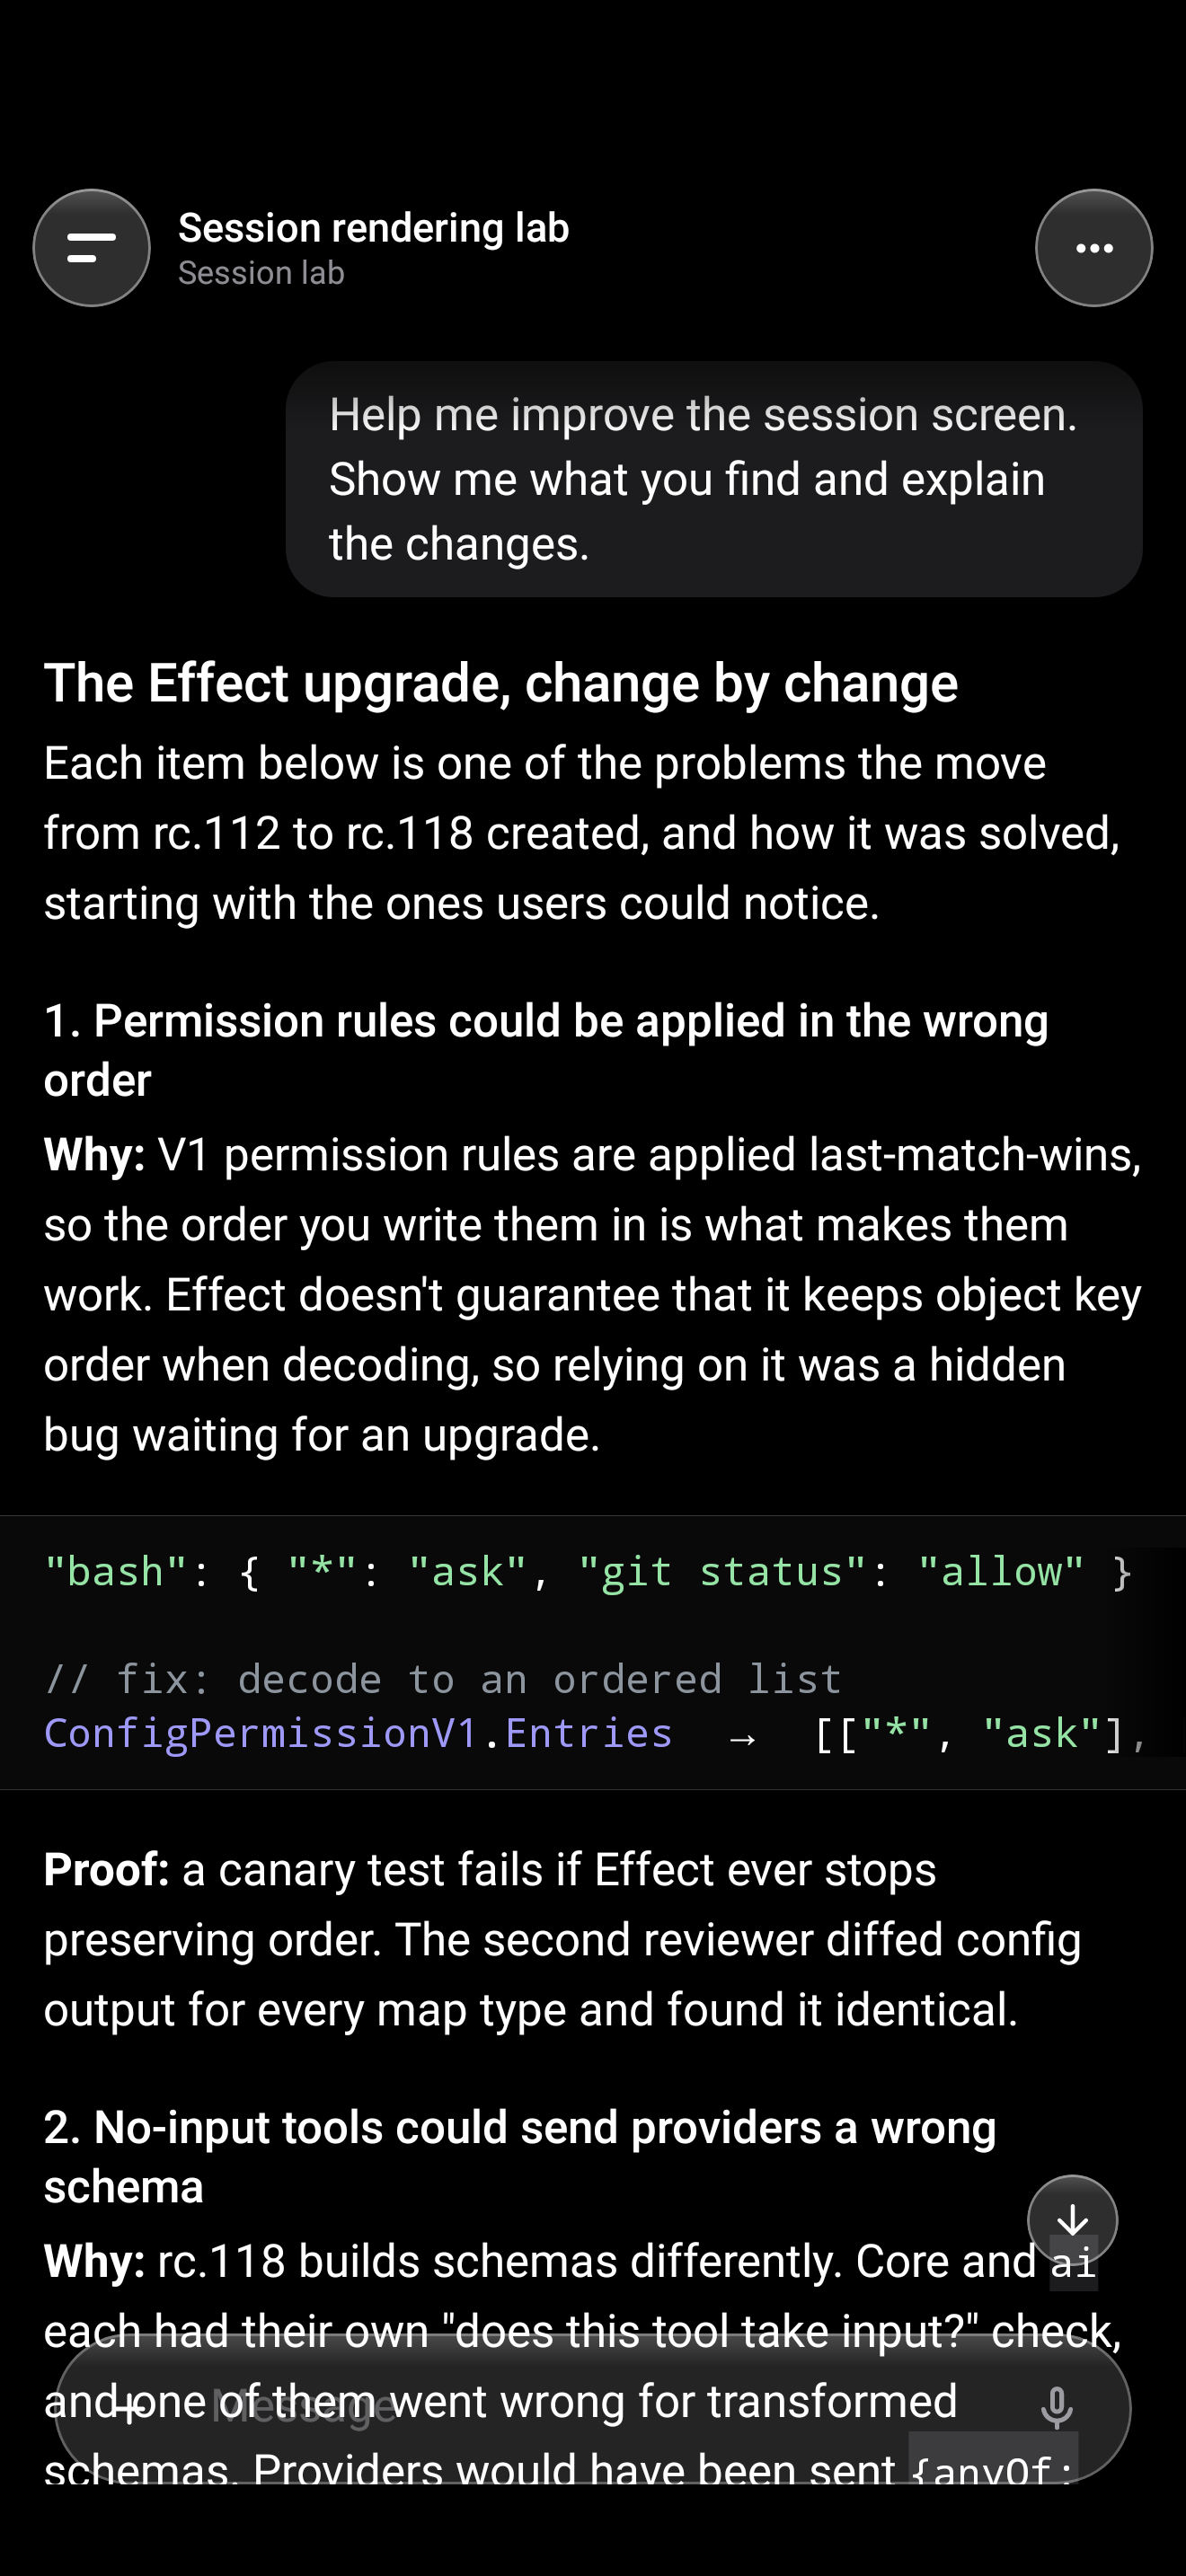 Session rendering lab
Session lab
Help me improve the session screen.
Show me what you find and explain
the changes.
The Effect upgrade, change by change
Each item below is one of the problems the move
from rc.112 to rc.118 created, and how it was solved,
starting with the ones users could notice.
1. Permission rules could be applied in the wrong
order
Why: V1 permission rules are applied last-match-wins,
so the order you write them in is what makes them
work. Effect doesn't guarantee that it keeps object key
order when decoding, so relying on it was a hidden
bug waiting for an upgrade.
"bash": { "*": "ask", "git status": "allow" }
// fix: decode to an ordered list
ConfigPermissionV1.Entries → [["*", "ask"],
Proof: a canary test fails if Effect ever stops
preserving order. The second reviewer diffed config
output for every map type and found it identical.
2. No-input tools could send providers a wrong
schema
Why: rc.118 builds schemas differently. Core and ai
each had their own "does this tool take input?" check,
and one of them went wrong for transformed
Message
schemas. Providers would have been sent {anyOf: